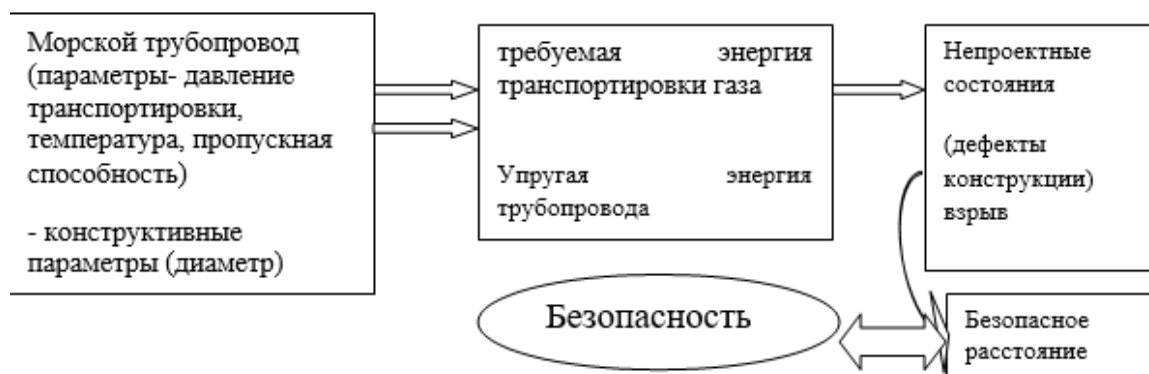 Морской трубопровод
(параметры- давление
транспортировки,
температура, пропускная
способность)
- конструктивные
параметры (диаметр)
требуемая энергия
транспортировки газа
Упругая энергия
трубопровода
Непроектные
состояния
(дефекты
конструкции)
взрыв
Безопасность
Безопасное
расстояние